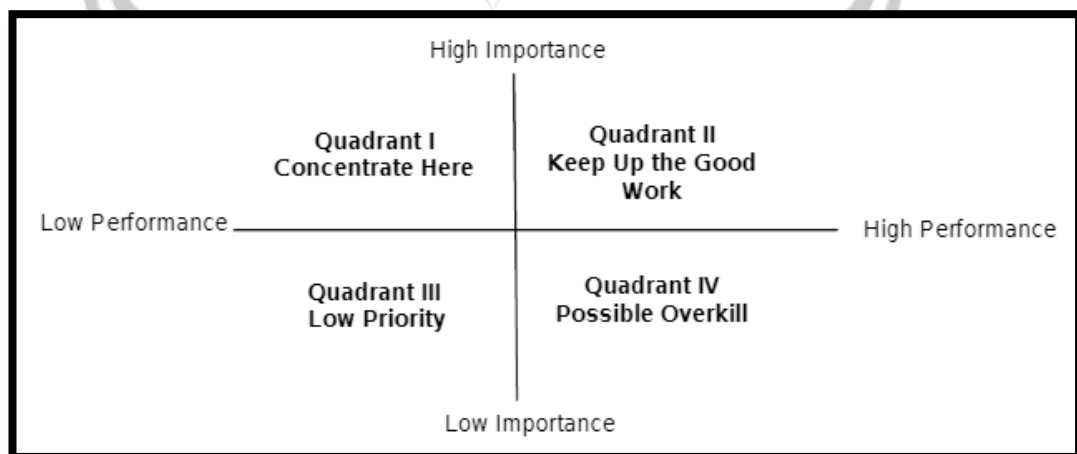 High Importance
Quadrant I
Concentrate Here
Quadrant II
Keep Up the Good
Work
Low Performance
High Performance
Quadrant III
Low Priority
Quadrant IV
Possible Overkill
Low Importance